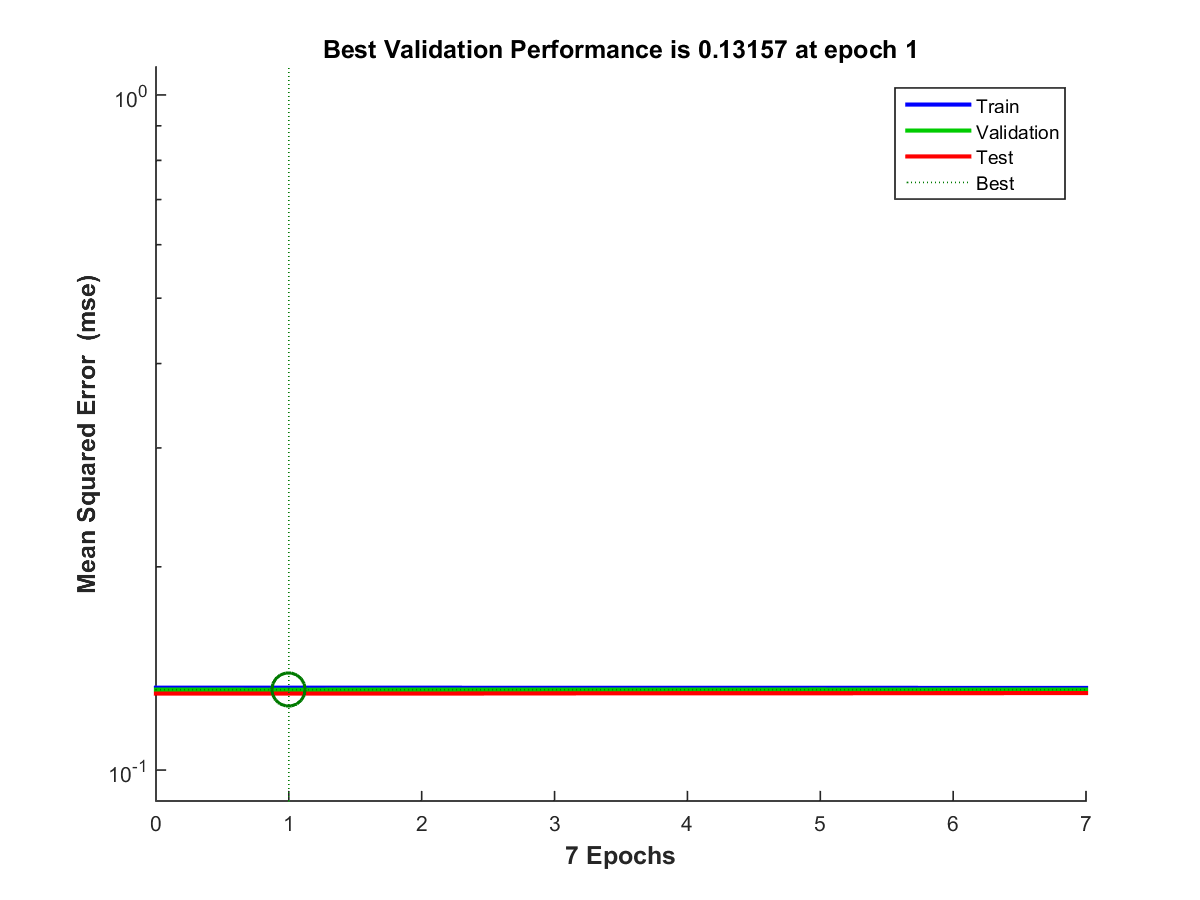 Best Validation Performance is 0.13157 at epoch 1
Mean Squared Error (mse)
10^0
10^-1
Train
Validation
Test
Best
0 1 2 3 4 5 6 7
7 Epochs